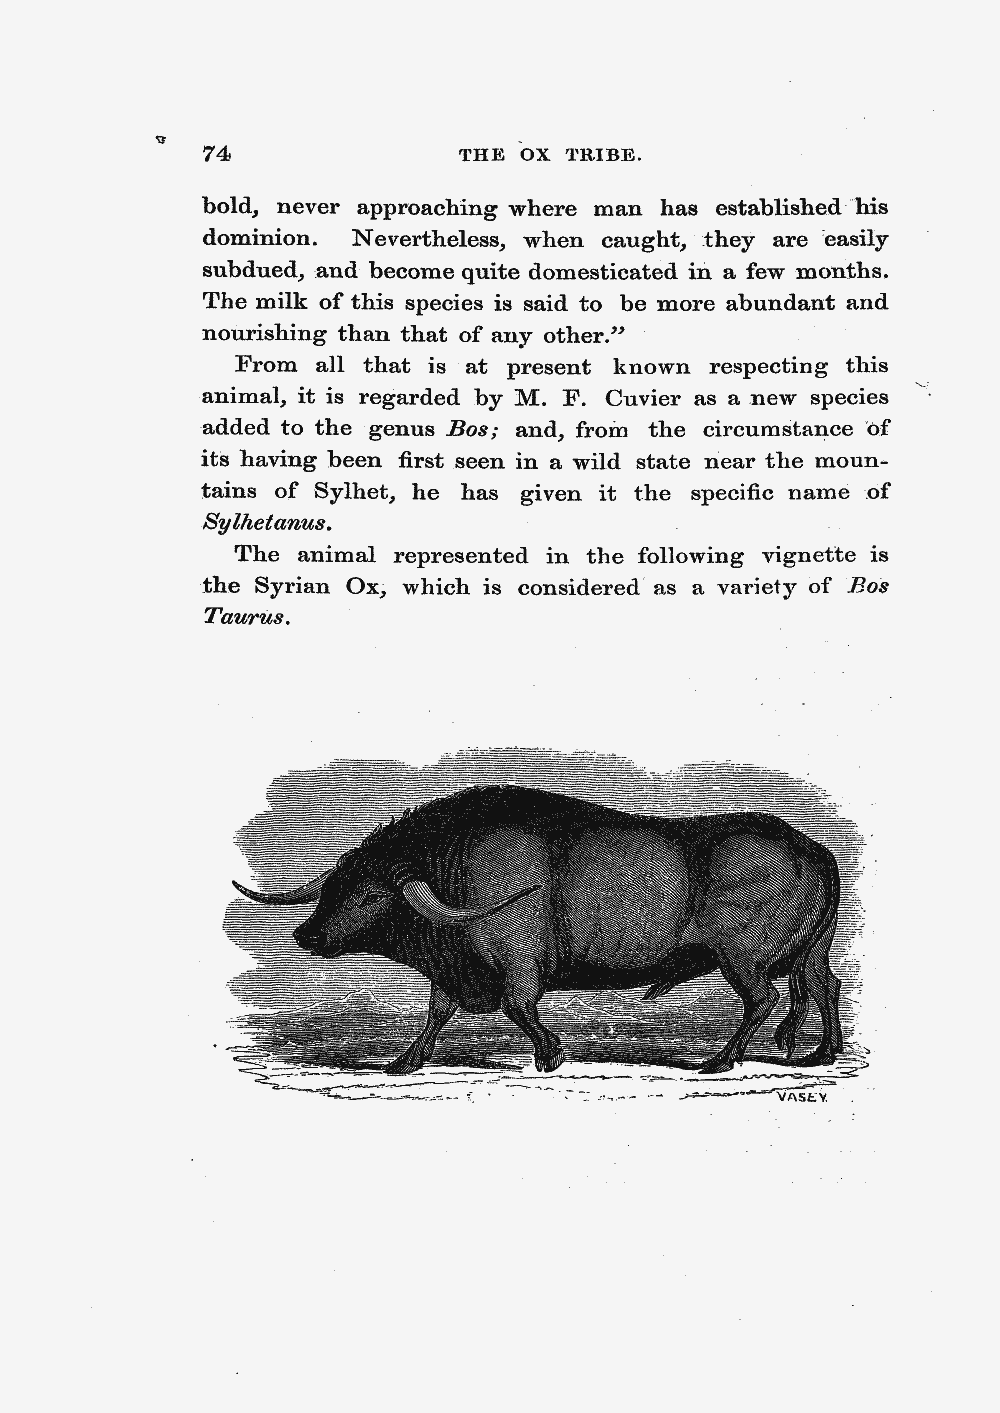 74 THE OX TRIBE.
bold, never approaching where man has established his
dominion. Nevertheless, when caught, they are easily
subdued, and become quite domesticated in a few months.
The milk of this species is said to be more abundant and
nourishing than that of any other.”
From all that is at present known respecting this
animal, it is regarded by M. F. Cuvier as a new species
added to the genus Bos; and, from the circumstance of
its having been first seen in a wild state near the moun-
tains of Sylhet, he has given it the specific name of
Sylhetanus.
The animal represented in the following vignette is
the Syrian Ox, which is considered as a variety of Bos
Taurus.
VASEY.